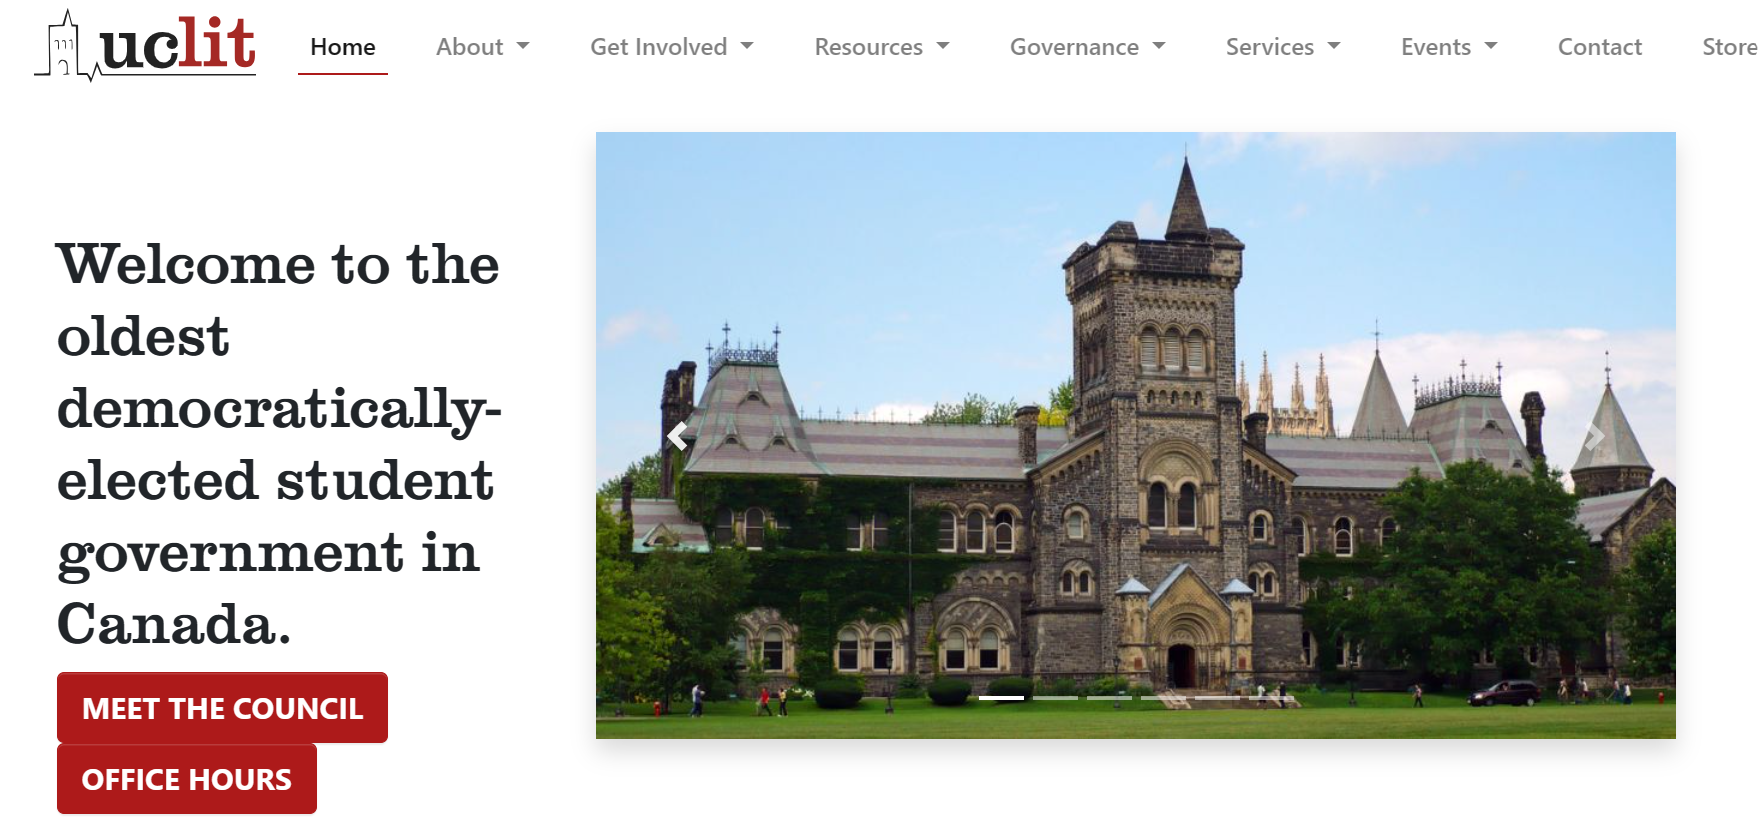 uclit
Home About Get Involved Resources Governance Services Events Contact Store
Welcome to the
oldest
democratically-
elected student
government in
Canada.
MEET THE COUNCIL
OFFICE HOURS